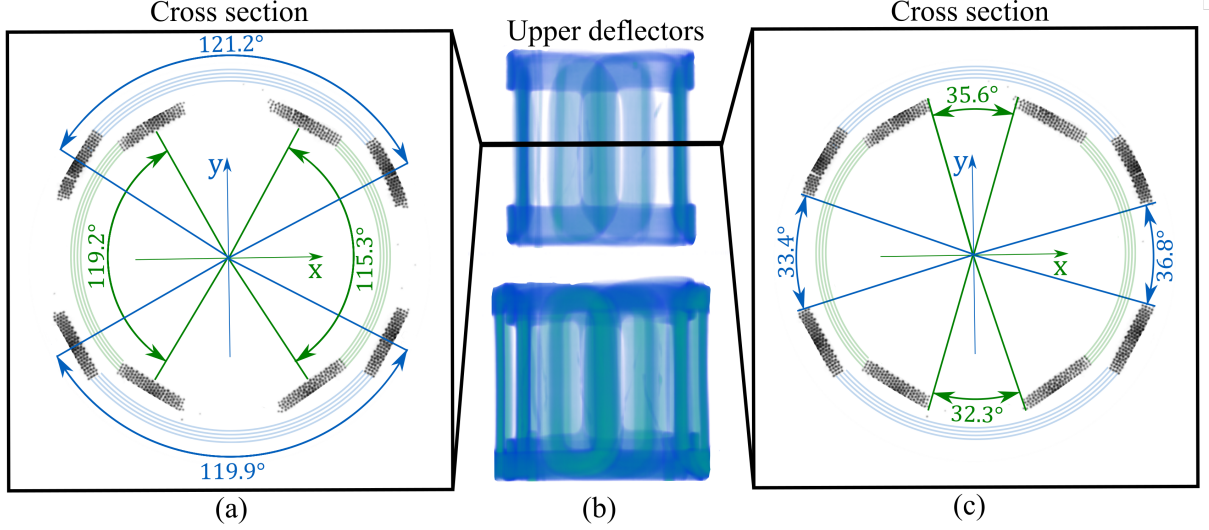 Cross section
121.2°
y
x
119.2°
115.3°
119.9°
(a)
Upper deflectors
(b)
Cross section
35.6°
y
x
33.4°
36.8°
32.3°
(c)